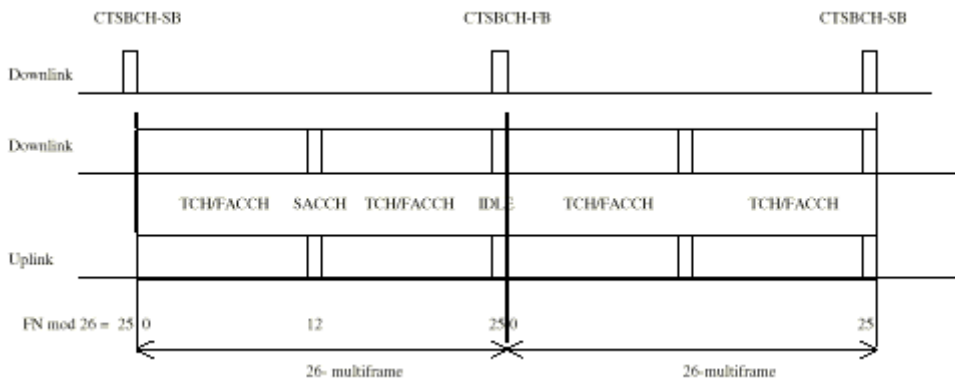 CTSBCH-SB CTSBCH-FB CTSBCH-SB
Downlink
Downlink
TCH/FACCH SACCH TCH/FACCH IDLE TCH/FACCH TCH/FACCH
Uplink
FN mod 26 = 25 0 12 25 0 25
26- multiframe 26- multiframe